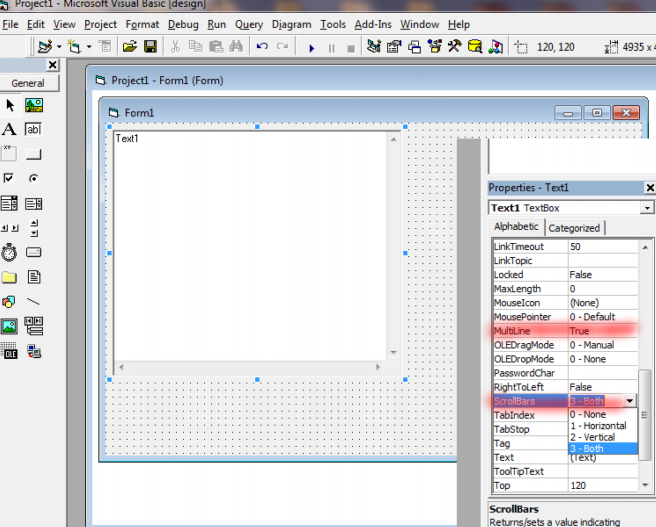 Project1 - Microsoft Visual Basic [design]
File Edit View Project Format Debug Run Query Diagram Tools Add-Ins Window Help
120, 120 4935 x
General
Project1 - Form1 (Form)
Form1
A ab|
XY
Text1
OLE
Properties - Text1
Text1 TextBox
Alphabetic Categorized
LinkTimeout 50
LinkTopic
Locked False
MaxLength 0
MouseIcon (None)
MousePointer 0 - Default
MultiLine True
OLEDragMode 0 - Manual
OLEDropMode 0 - None
PasswordChar
RightToLeft False
ScrollBars 3 - Both
TabIndex 0 - None
TabStop 1 - Horizontal
Tag 2 - Vertical
3 - Both
Text (Text)
ToolTipText
Top 120
ScrollBars
Returns/sets a value indicating